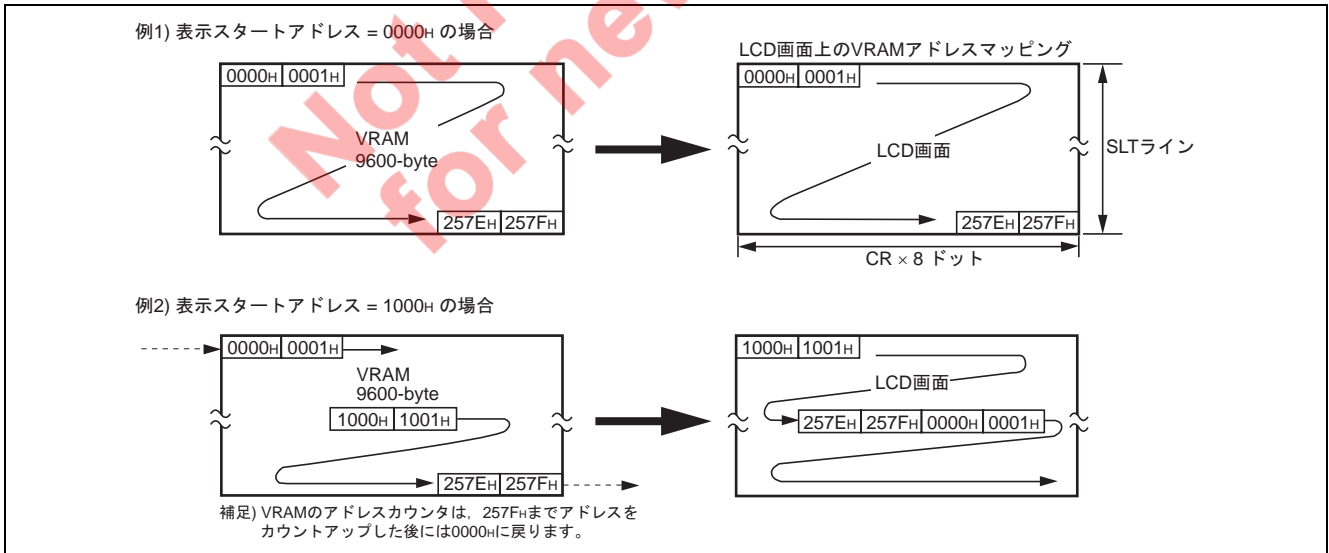 例1) 表示スタートアドレス = 0000H の場合
0000H 0001H
VRAM
9600-byte
257EH 257FH
LCD画面上のVRAMアドレスマッピング
0000H 0001H
LCD画面
SLTライン
257EH 257FH
CR × 8 ドット
例2) 表示スタートアドレス = 1000H の場合
0000H 0001H
VRAM
9600-byte
1000H 1001H
257EH 257FH
補足) VRAMのアドレスカウンタは, 257FHまでアドレスを
カウントアップした後には0000Hに戻ります。
1000H 1001H
LCD画面
257EH 257FH 0000H 0001H
Not
for ne